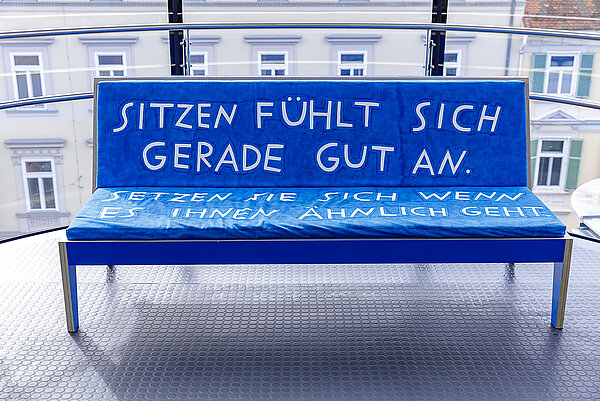 SITZEN FÜHLT SICH
GERADE GUT AN.
SETZEN SIE SICH WENN
ES IHNEN ÄHNLICH GEHT.